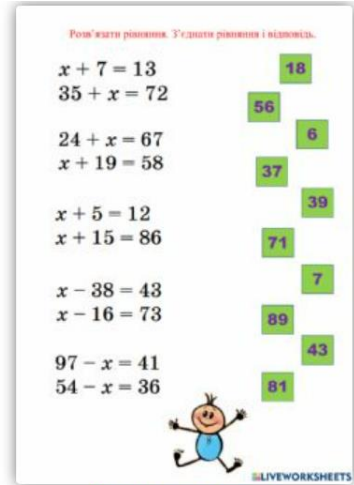 Розв'язати рівняння. З'єднати рівняння і відповідь.
x + 7 = 13
35 + x = 72
24 + x = 67
x + 19 = 58
x + 5 = 12
x + 15 = 86
x − 38 = 43
x − 16 = 73
97 − x = 41
54 − x = 36
18
56
6
37
39
71
7
89
43
81
LIVEWORKSHEETS